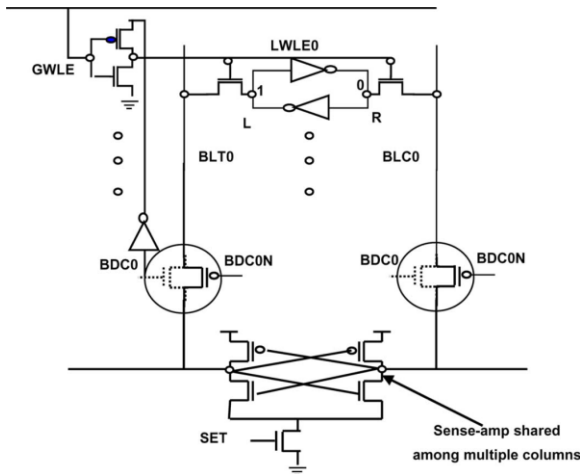 LWLE0
GWLE
1
0
L
R
BLT0
BLC0
BDC0
BDC0N
BDC0
BDC0N
SET
Sense-amp shared
among multiple columns